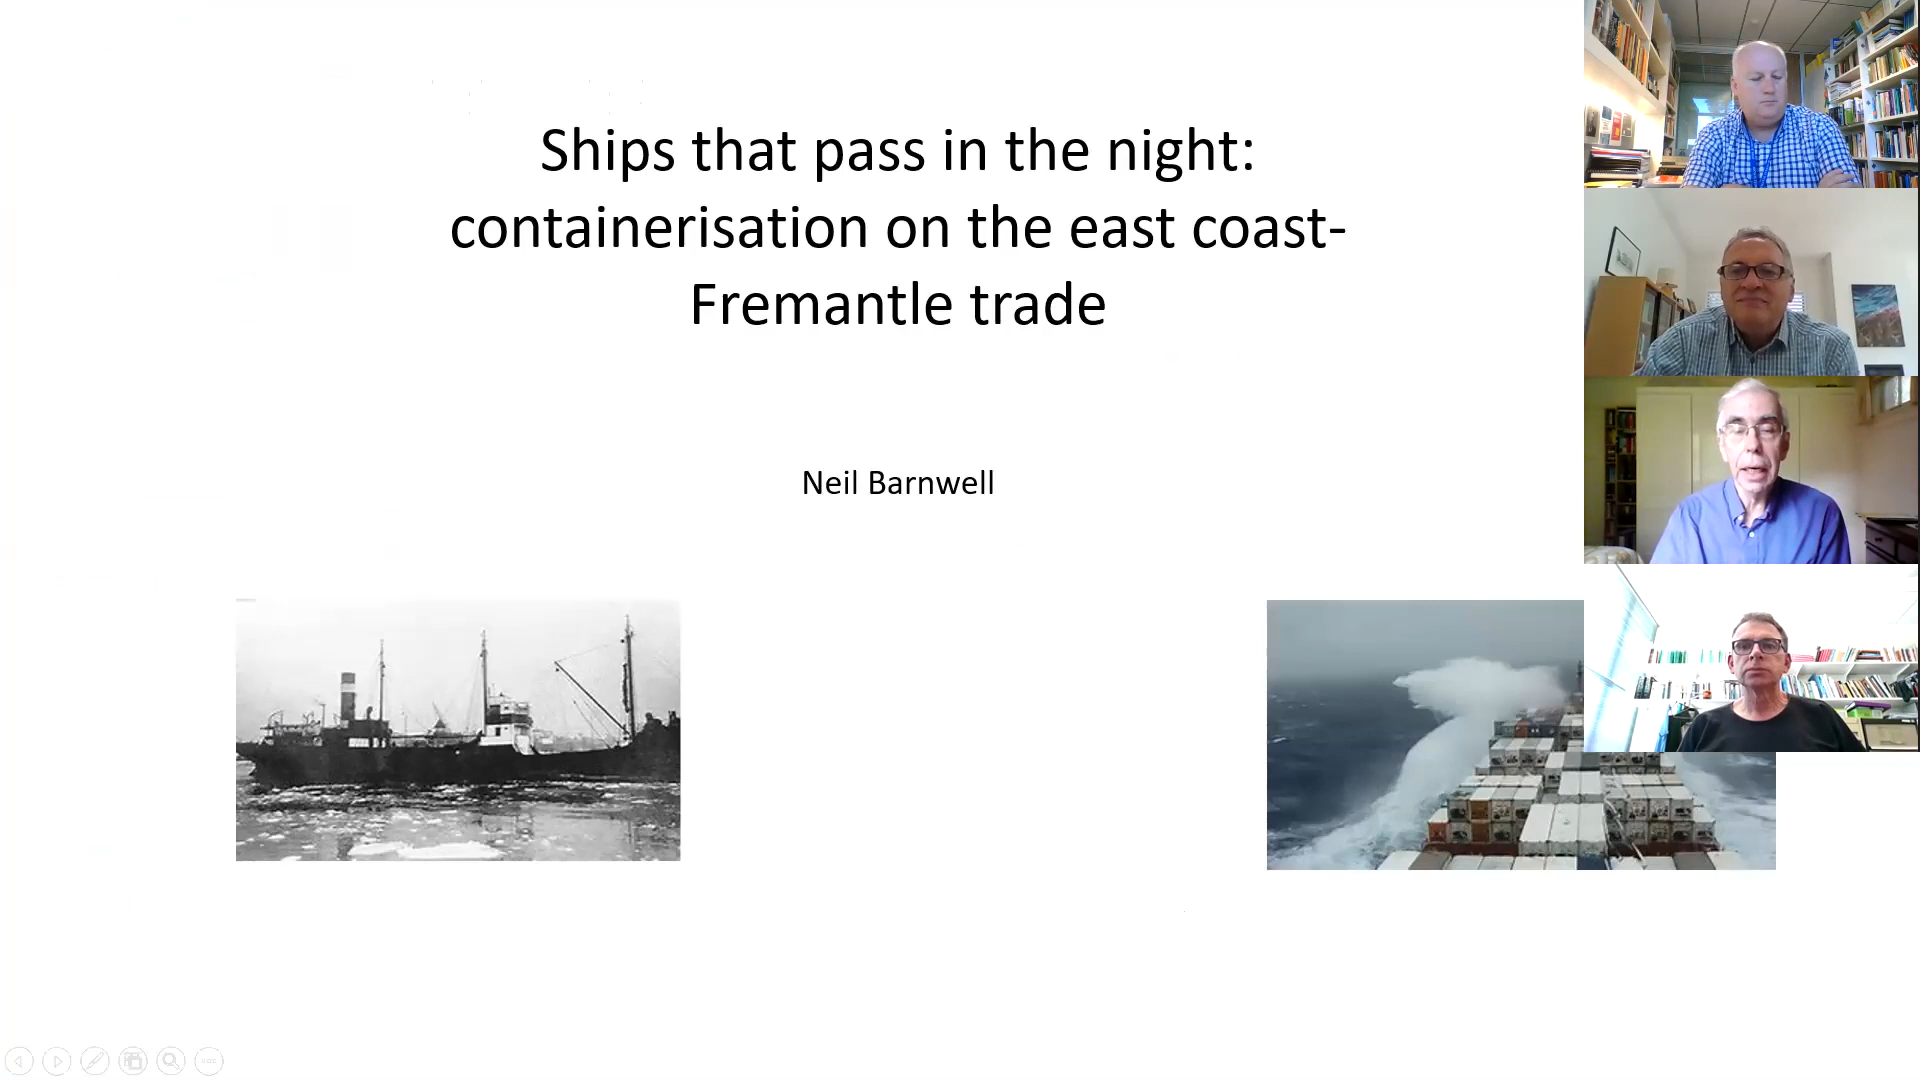 Ships that pass in the night:
containerisation on the east coast-
Fremantle trade
Neil Barnwell